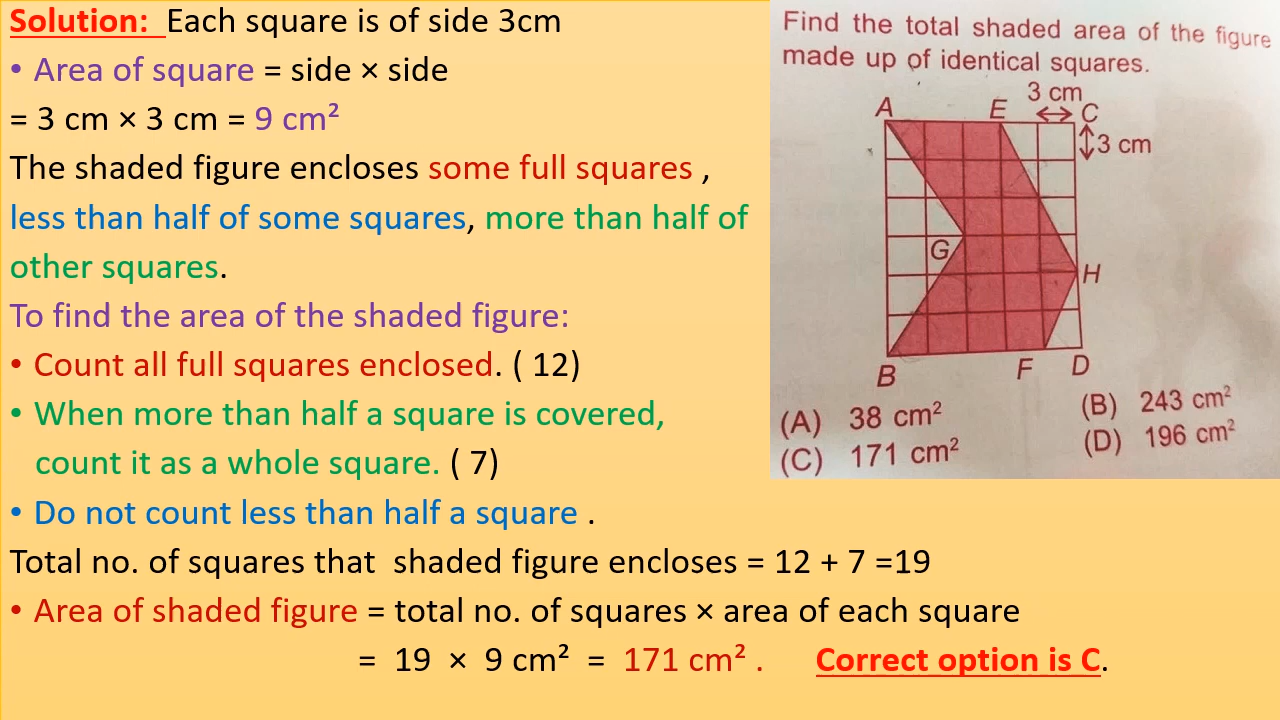 Solution: Each square is of side 3cm
• Area of square = side × side
= 3 cm × 3 cm = 9 cm²
The shaded figure encloses some full squares ,
less than half of some squares, more than half of
other squares.
To find the area of the shaded figure:
• Count all full squares enclosed. ( 12)
• When more than half a square is covered,
count it as a whole square. ( 7)
• Do not count less than half a square .
Total no. of squares that shaded figure encloses = 12 + 7 =19
• Area of shaded figure = total no. of squares × area of each square
= 19 × 9 cm² = 171 cm² . Correct option is C.
Find the total shaded area of the figure
made up of identical squares.
3 cm
A E C
3 cm
G
H
B F D
(A) 38 cm² (B) 243 cm²
(C) 171 cm² (D) 196 cm²